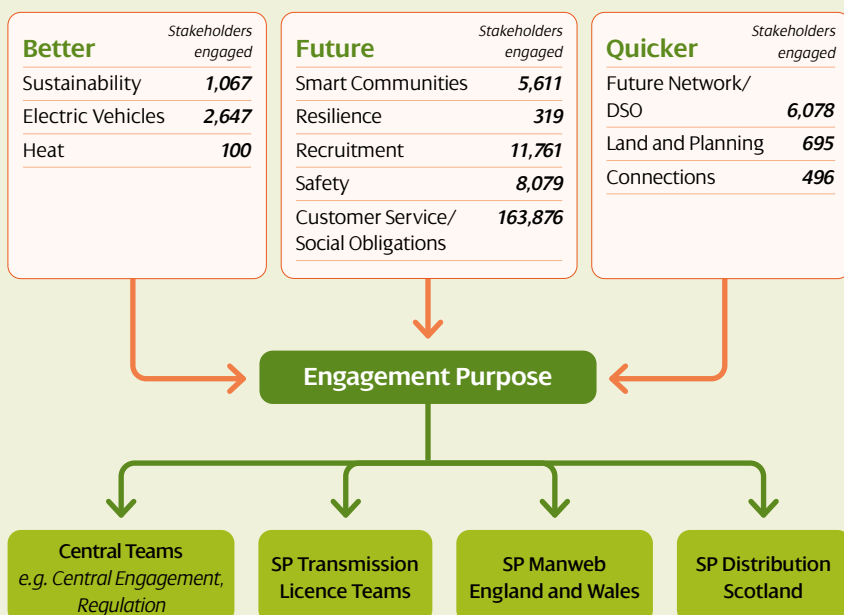 Better
Stakeholders
engaged
Sustainability 1,067
Electric Vehicles 2,647
Heat 100
Future
Stakeholders
engaged
Smart Communities 5,611
Resilience 319
Recruitment 11,761
Safety 8,079
Customer Service/ 163,876
Social Obligations
Quicker
Stakeholders
engaged
Future Network/
DSO 6,078
Land and Planning 695
Connections 496
Engagement Purpose
Central Teams
e.g. Central Engagement,
Regulation
SP Transmission
Licence Teams
SP Manweb
England and Wales
SP Distribution
Scotland